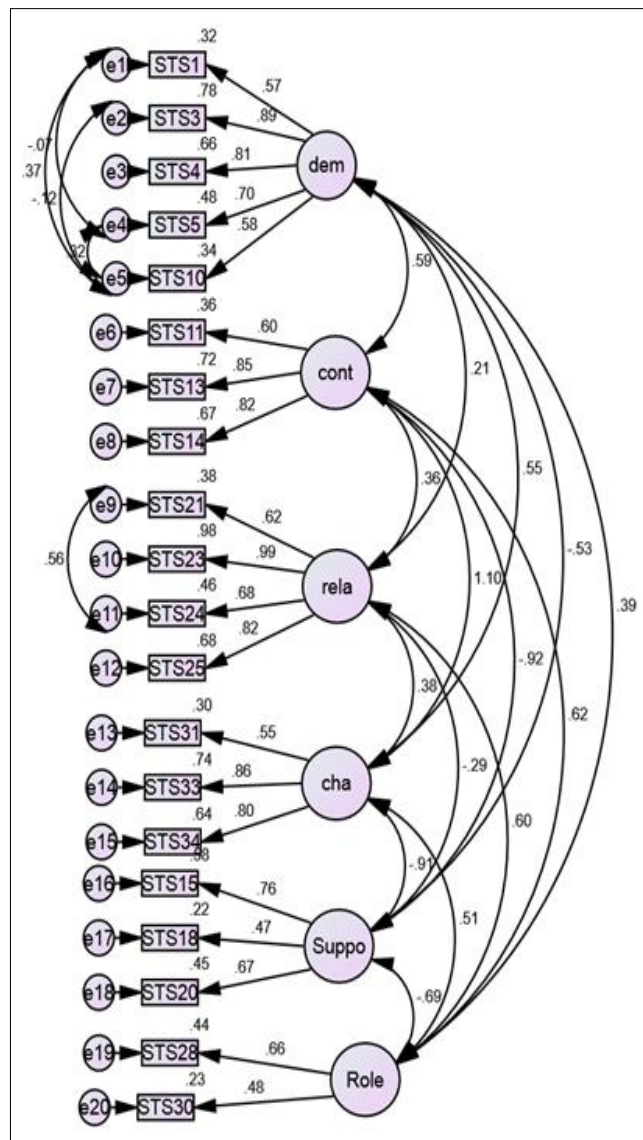 .32
e1 STS1
.57
.78
e2 STS3
.89
.66
e3 STS4
.81
dem
-.07
.37
-.12
.48
e4 STS5
.70
.32
.34
e5 STS10
.58
.59
.36
e6 STS11
.60
.72
e7 STS13
.85
cont
.21
.67
e8 STS14
.82
.38
e9 STS21
.62
.36
.55
-.53
.56
.98
e10 STS23
.99
rela
1.10
.39
.46
e11 STS24
.68
-.92
.68
e12 STS25
.82
.38
.62
.30
e13 STS31
.55
-.29
.60
.74
e14 STS33
.86
cha
.64
e15 STS34
.80
-.91
.51
e16 STS15
.76
.22
e17 STS18
.47
Suppo
.45
e18 STS20
.67
-.69
.44
e19 STS28
.66
Role
.23
e20 STS30
.48